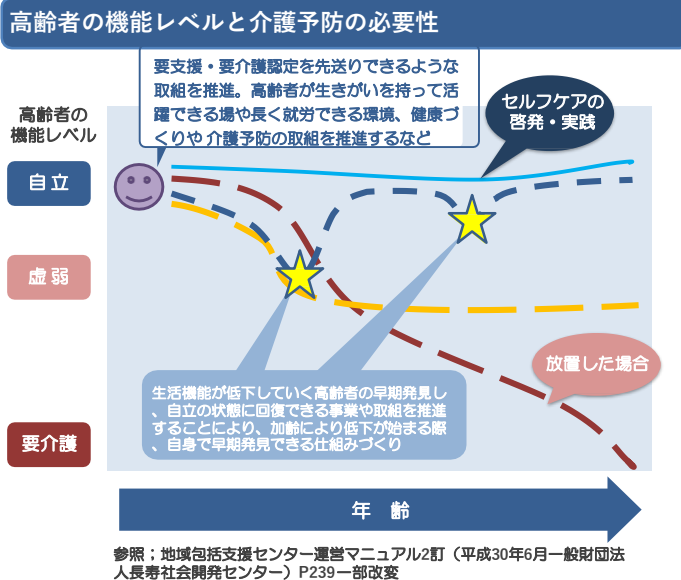 高齢者の機能レベルと介護予防の必要性
要支援・要介護認定を先送りできるような
取組を推進。高齢者が生きがいを持って活
躍できる場や長く就労できる環境、健康づ
くりや 介護予防の取組を推進するなど
セルフケアの
啓発・実践
高齢者の
機能レベル
自立
虚弱
放置した場合
生活機能が低下していく高齢者の早期発見し
、自立の状態に回復できる事業や取組を推進
することにより、加齢により低下が始まる際
、自身で早期発見できる仕組みづくり
要介護
年 齢
参照；地域包括支援センター運営マニュアル2訂（平成30年6月一般財団法
人長寿社会開発センター）P239一部改変